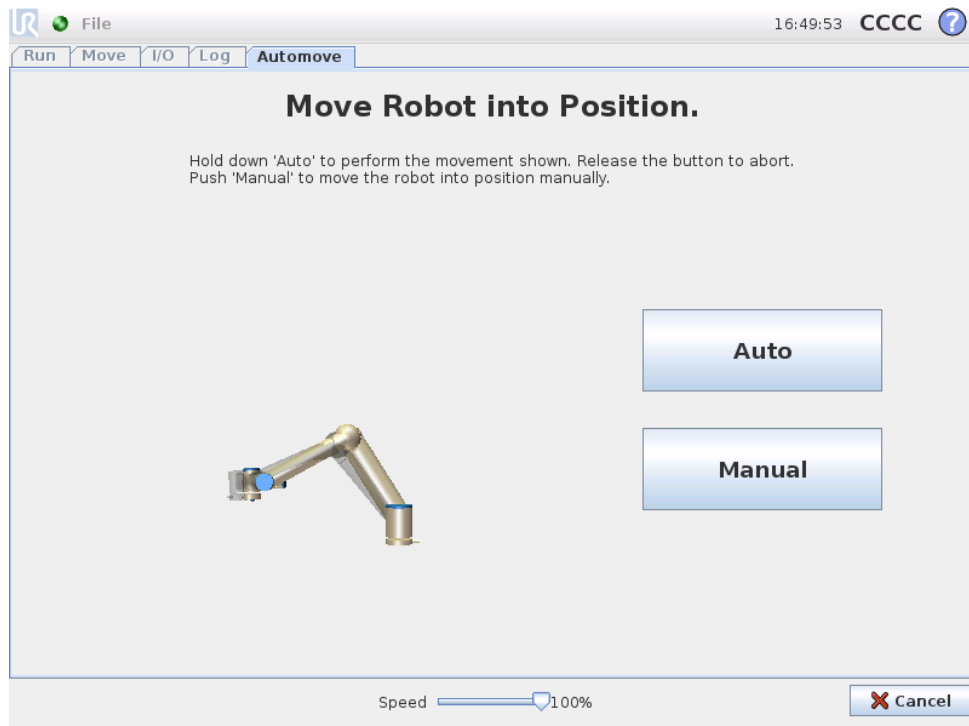 UR File 16:49:53 CCCC ?
Run Move I/O Log Automove
Move Robot into Position.
Hold down 'Auto' to perform the movement shown. Release the button to abort.
Push 'Manual' to move the robot into position manually.
Auto
Manual
Speed 100% Cancel